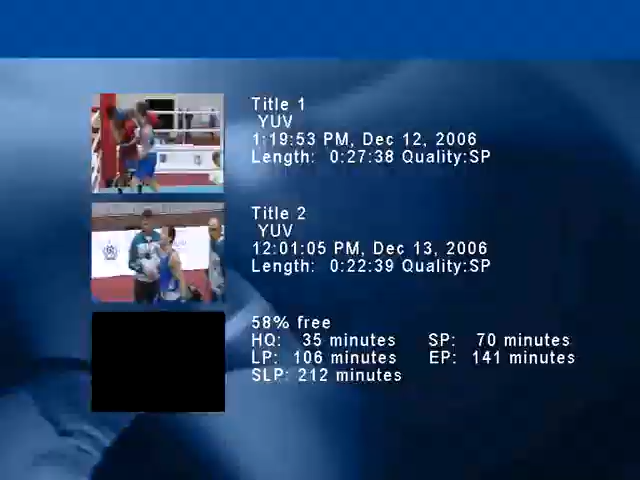 Title 1
YUV
1:19:53 PM, Dec 12, 2006
Length: 0:27:38 Quality:SP
Title 2
YUV
12:01:05 PM, Dec 13, 2006
Length: 0:22:39 Quality:SP
58% free
HQ: 35 minutes SP: 70 minutes
LP: 106 minutes EP: 141 minutes
SLP: 212 minutes